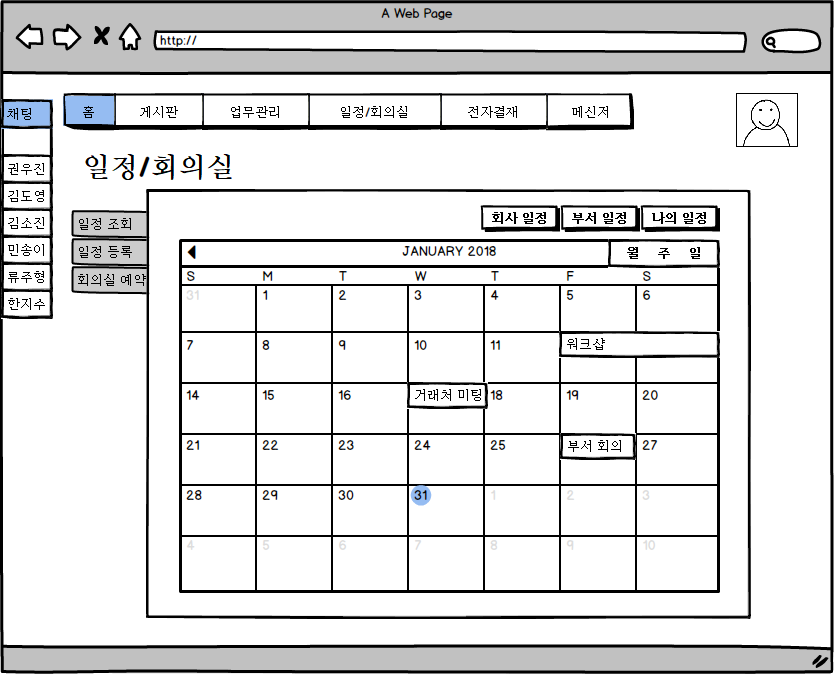 A Web Page
http://
채팅
홈 게시판 업무관리 일정/회의실 전자결재 메신저
일정/회의실
권우진
김도영
김소진
민송이
류주형
한지수
일정 조회
일정 등록
회의실 예약
회사 일정 부서 일정 나의 일정
JANUARY 2018 월 주 일
S M T W T F S
31 1 2 3 4 5 6
7 8 9 10 11 워크샵
14 15 16 거래처 미팅 18 19 20
21 22 23 24 25 부서 회의 27
28 29 30 31 1 2 3
4 5 6 7 8 9 10